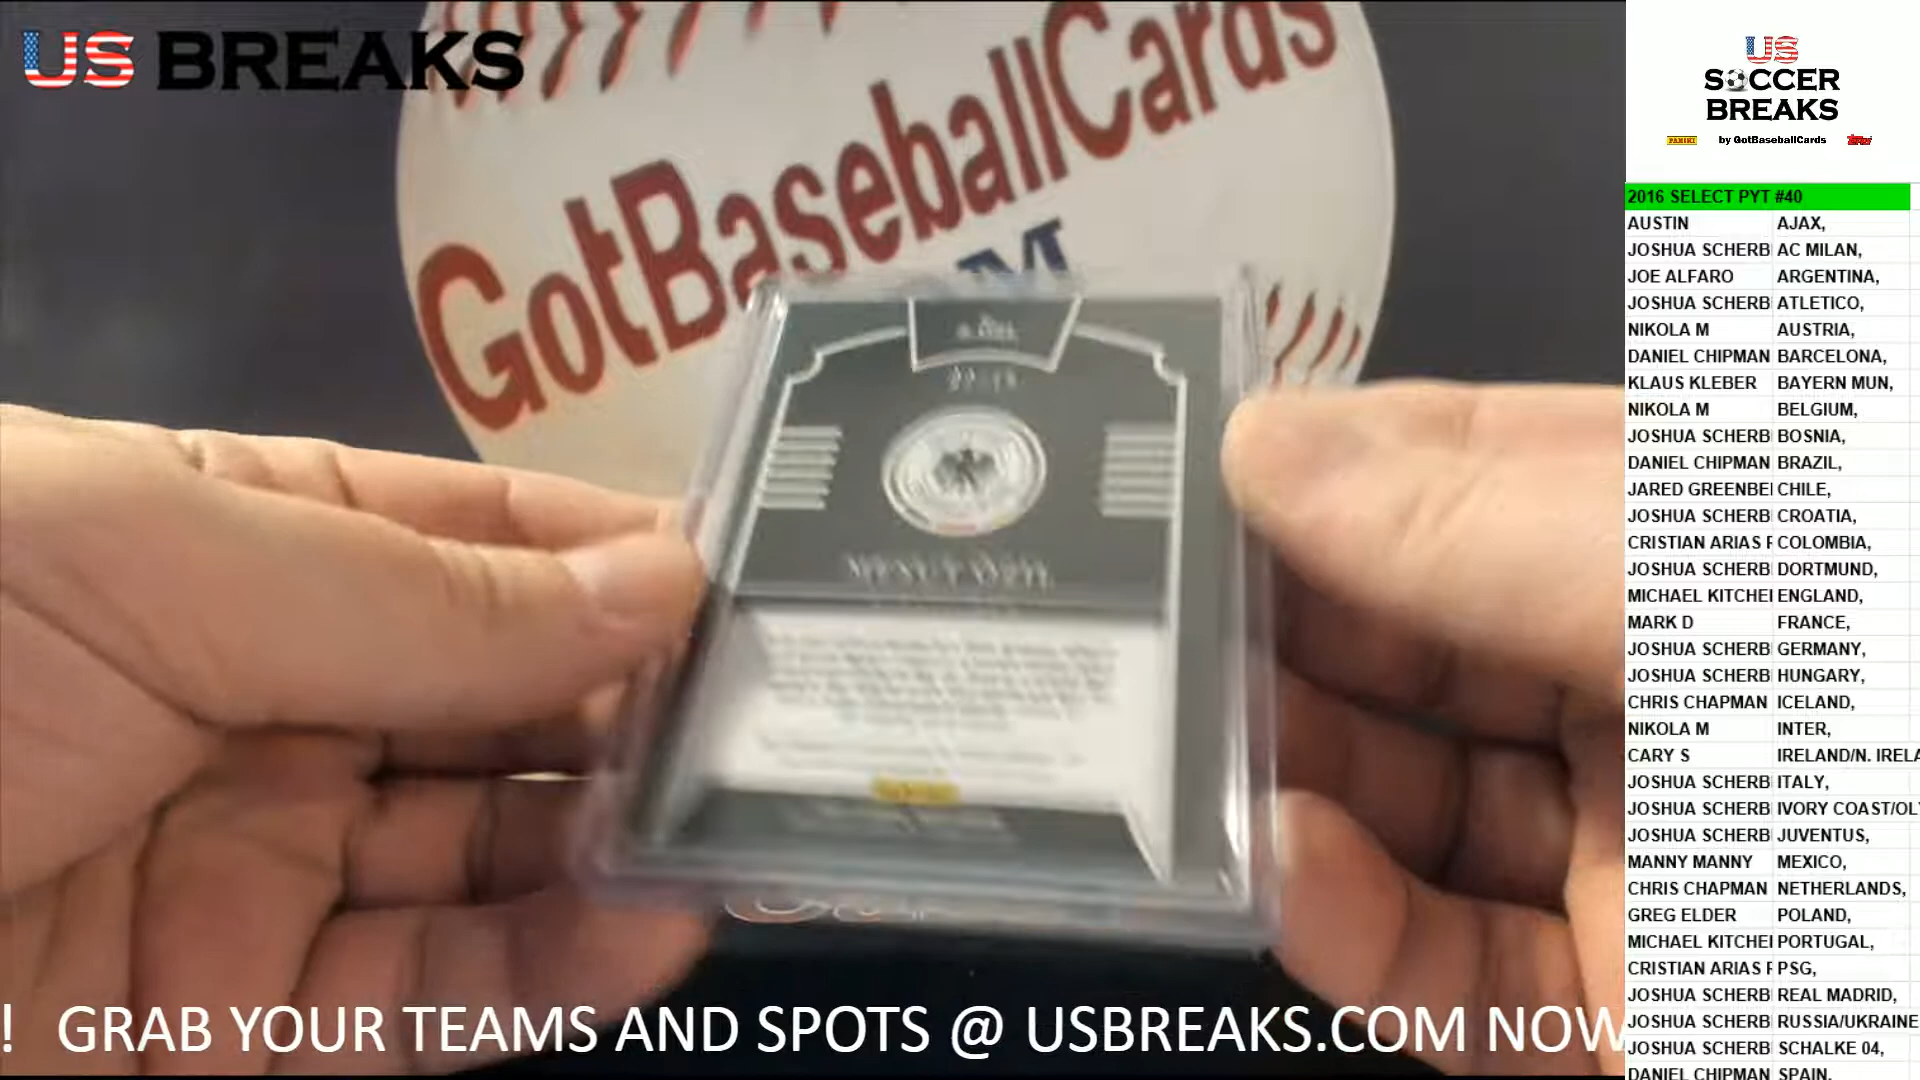 US BREAKS
GotBaseballCards
M
! GRAB YOUR TEAMS AND SPOTS @ USBREAKS.COM NOW
US
SOCCER
BREAKS
PANINI by GotBaseballCards Topps
2016 SELECT PYT #40
AUSTIN AJAX,
JOSHUA SCHERB AC MILAN,
JOE ALFARO ARGENTINA,
JOSHUA SCHERB ATLETICO,
NIKOLA M AUSTRIA,
DANIEL CHIPMAN BARCELONA,
KLAUS KLEBER BAYERN MUN,
NIKOLA M BELGIUM,
JOSHUA SCHERB BOSNIA,
DANIEL CHIPMAN BRAZIL,
JARED GREENBE CHILE,
JOSHUA SCHERB CROATIA,
CRISTIAN ARIAS COLOMBIA,
JOSHUA SCHERB DORTMUND,
MICHAEL KITCHE ENGLAND,
MARK D FRANCE,
JOSHUA SCHERB GERMANY,
JOSHUA SCHERB HUNGARY,
CHRIS CHAPMAN ICELAND,
NIKOLA M INTER,
CARY S IRELAND/N. IRELA
JOSHUA SCHERB ITALY,
JOSHUA SCHERB IVORY COAST/OL
JOSHUA SCHERB JUVENTUS,
MANNY MANNY MEXICO,
CHRIS CHAPMAN NETHERLANDS,
GREG ELDER POLAND,
MICHAEL KITCHE PORTUGAL,
CRISTIAN ARIAS PSG,
JOSHUA SCHERB REAL MADRID,
JOSHUA SCHERB RUSSIA/UKRAINE
JOSHUA SCHERB SCHALKE 04,
DANIEL CHIPMAN SPAIN,